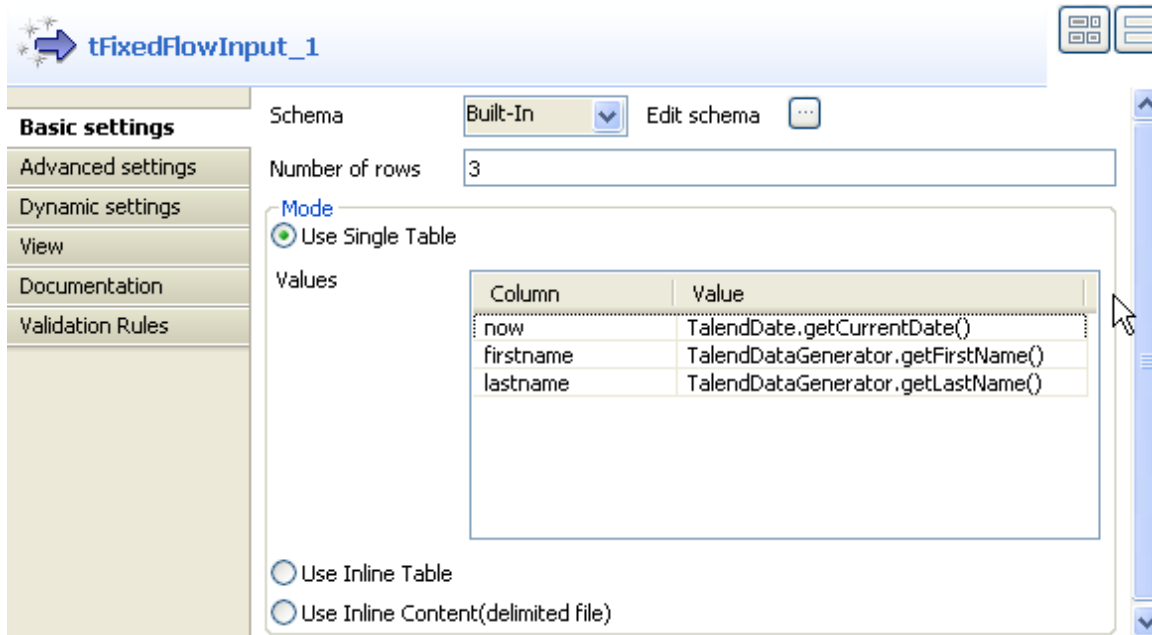 tFixedFlowInput_1
Basic settings
Advanced settings
Dynamic settings
View
Documentation
Validation Rules
Schema Built-In Edit schema ...
Number of rows 3
Mode
Use Single Table
Values
Column Value
now TalendDate.getCurrentDate()
firstname TalendDataGenerator.getFirstName()
lastname TalendDataGenerator.getLastName()
Use Inline Table
Use Inline Content(delimited file)